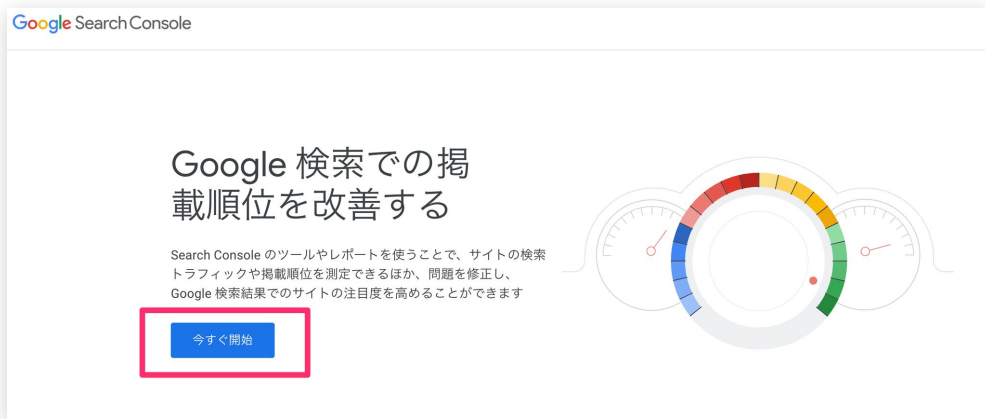 Google Search Console
Google 検索での掲
載順位を改善する
Search Console のツールやレポートを使うことで、サイトの検索
トラフィックや掲載順位を測定できるほか、問題を修正し、
Google 検索結果でのサイトの注目度を高めることができます
今すぐ開始